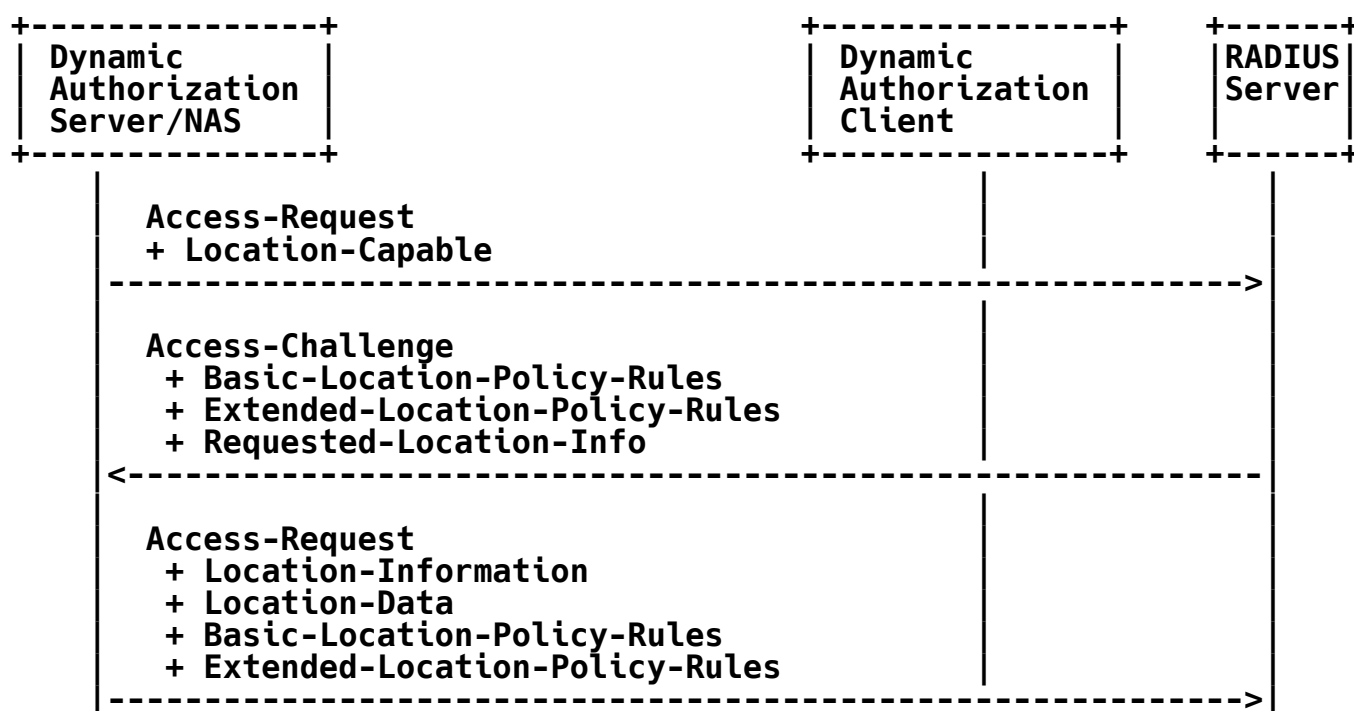 +---------------+                        +---------------+    +------+
| Dynamic       |                        | Dynamic       |    |RADIUS|
| Authorization |                        | Authorization |    |Server|
| Server/NAS    |                        | Client        |    |      |
+---------------+                        +---------------+    +------+
    |                                             |              |
    |  Access-Request                             |              |
    |  + Location-Capable                         |              |
    |----------------------------------------------------------->|
    |                                             |              |
    |  Access-Challenge                           |              |
    |   + Basic-Location-Policy-Rules             |              |
    |   + Extended-Location-Policy-Rules          |              |
    |   + Requested-Location-Info                 |              |
    |<-----------------------------------------------------------|
    |                                             |              |
    |  Access-Request                             |              |
    |   + Location-Information                    |              |
    |   + Location-Data                           |              |
    |   + Basic-Location-Policy-Rules             |              |
    |   + Extended-Location-Policy-Rules          |              |
    |----------------------------------------------------------->|